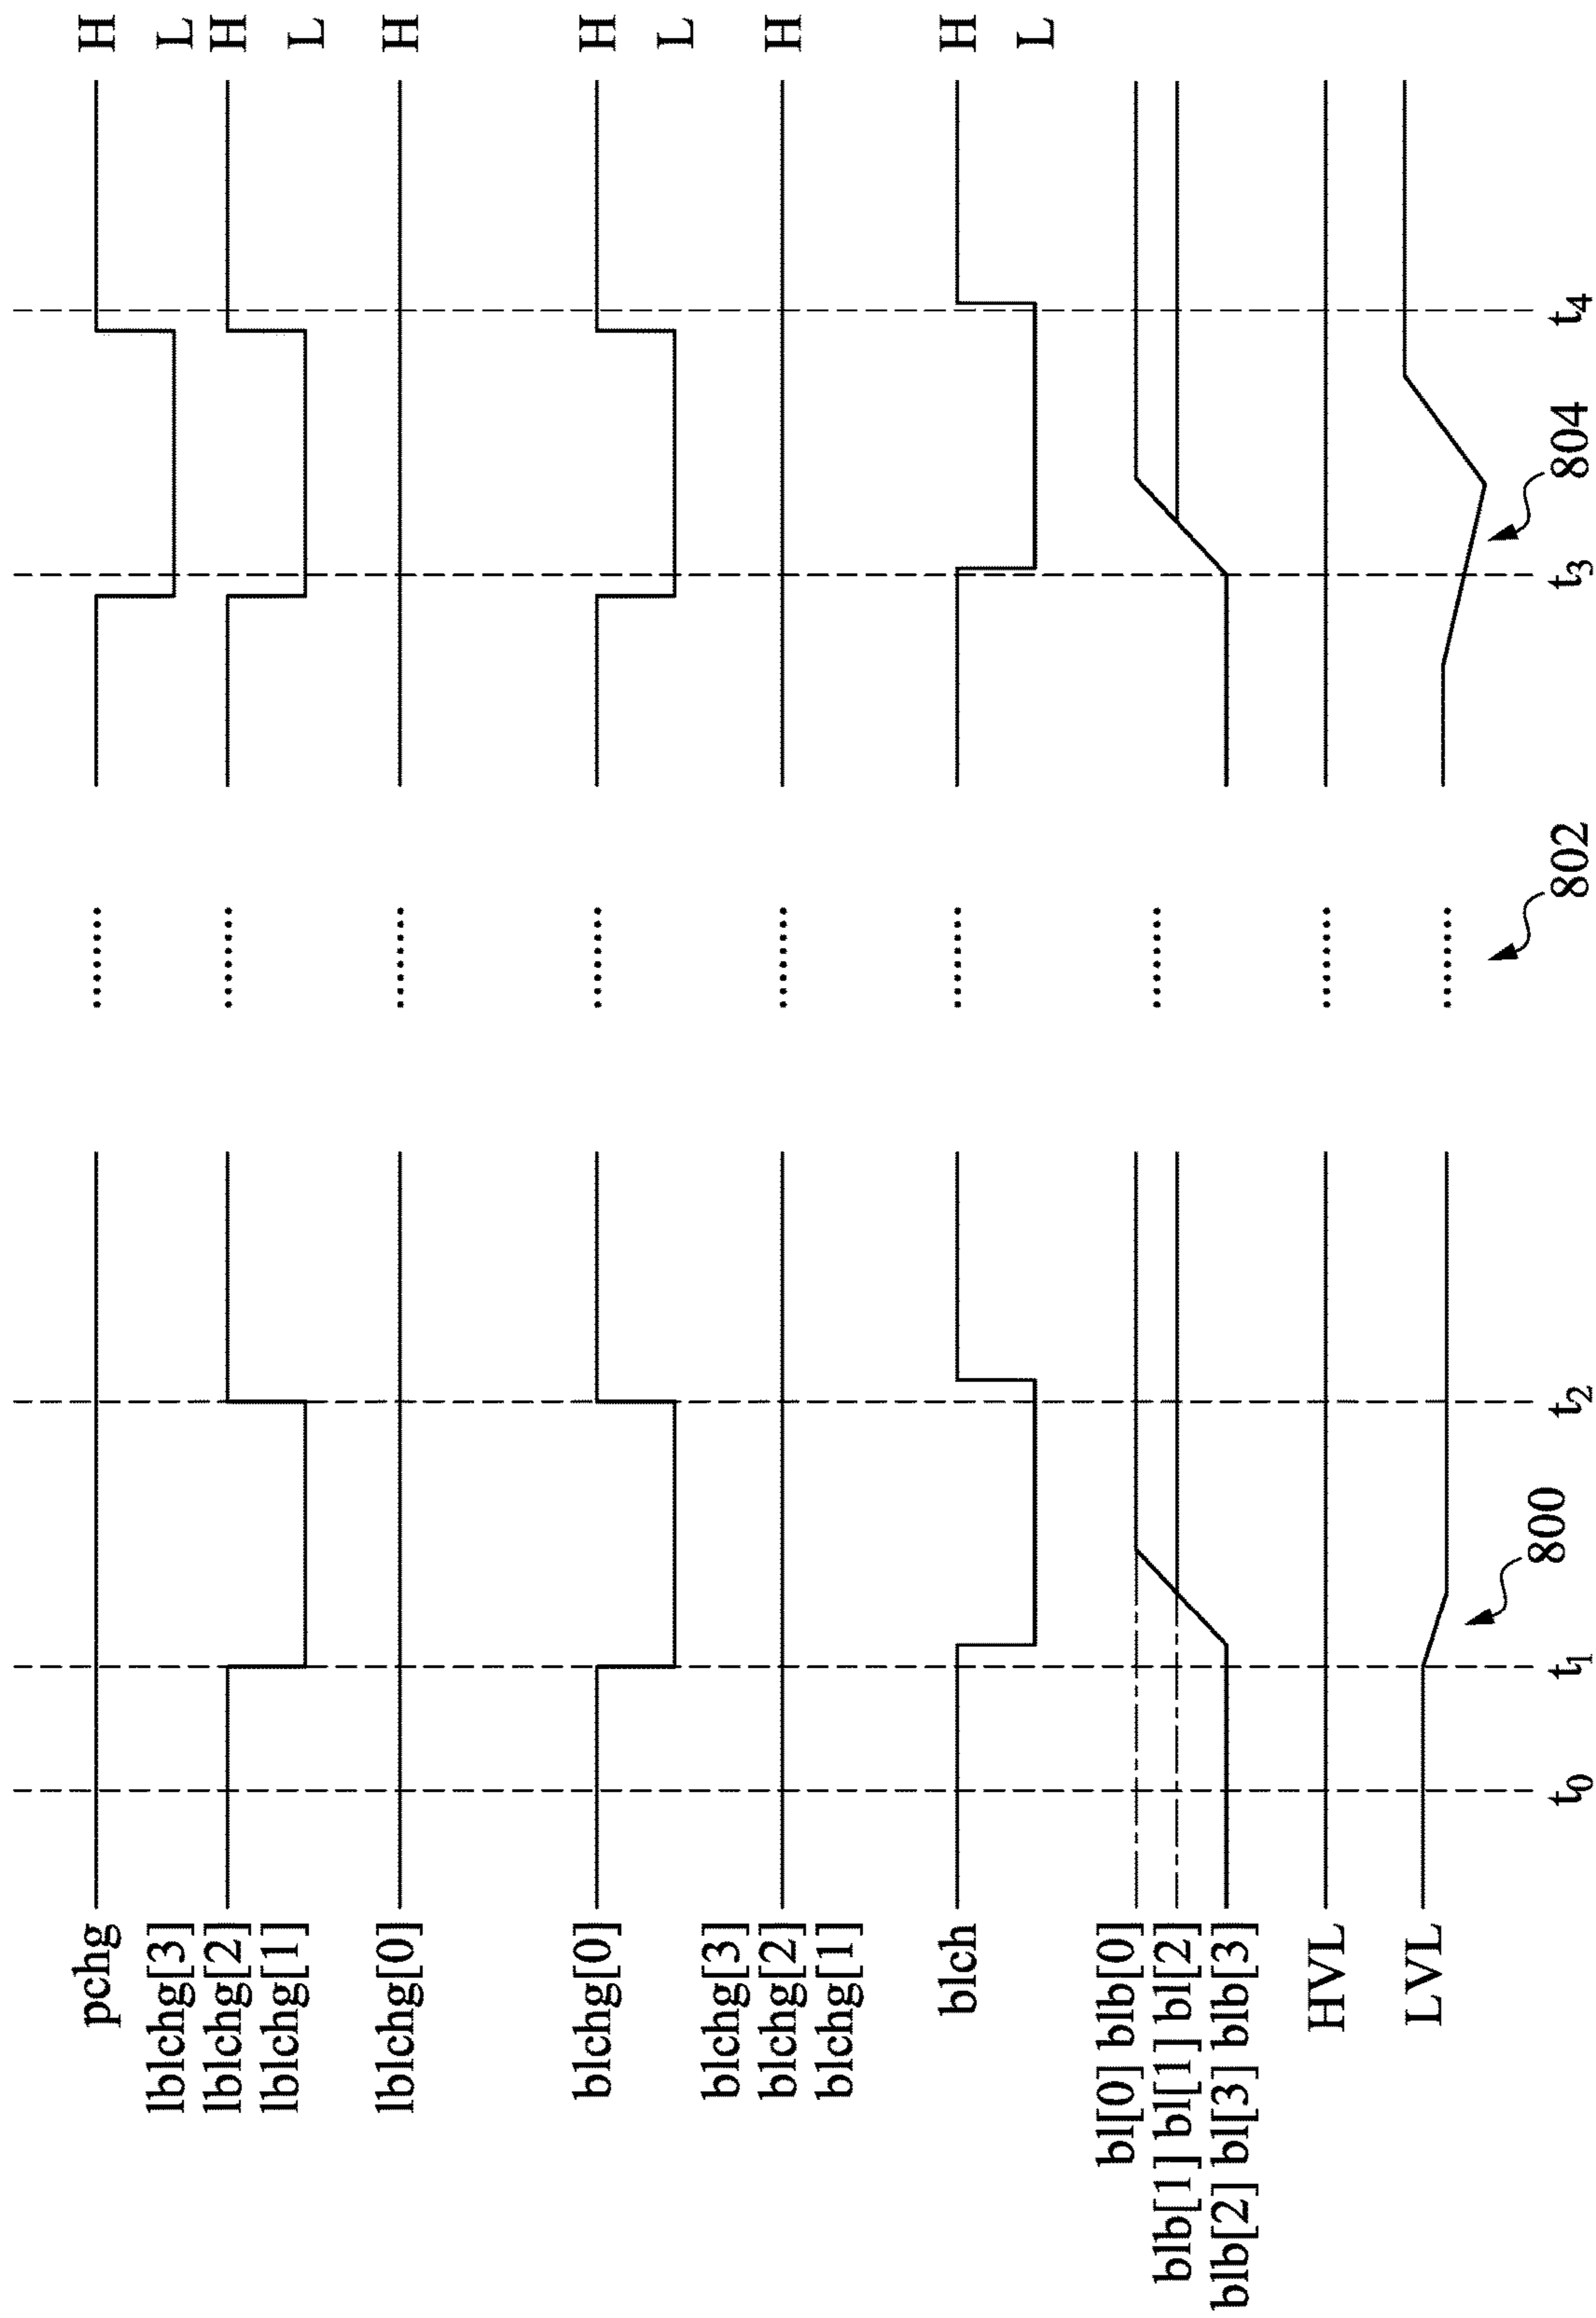 pchg
H
L
lblchg[3]
lblchg[2]
lblchg[1]
H
L
lblchg[0]
H
blchg[0]
H
L
blchg[3]
blchg[2]
blchg[1]
H
blch
H
L
bl[0] blb[0]
blb[1] bl[1] bl[2]
blb[2] bl[3] blb[3]
HVL
LVL
800
802
804
t0
t1
t2
t3
t4